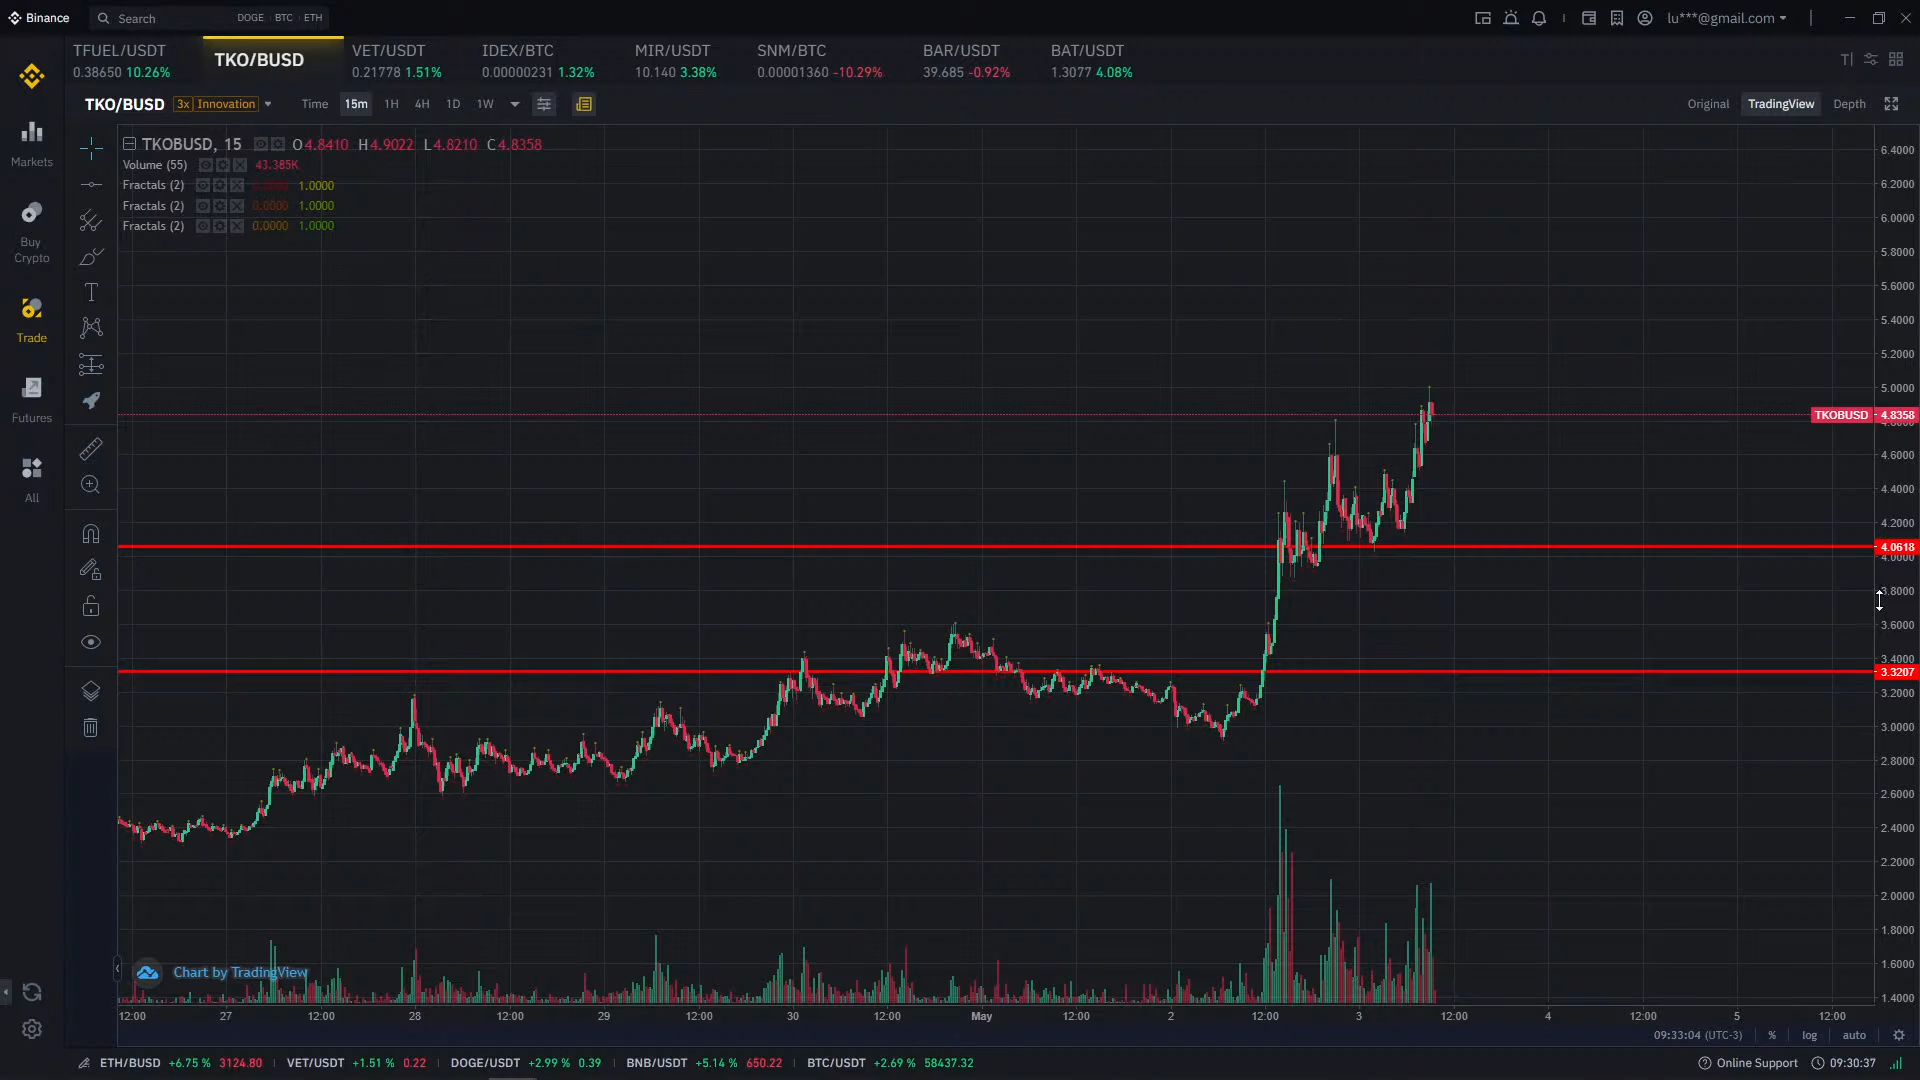 Binance Search DOGE BTC ETH lu***@gmail.com
TFUEL/USDT TKO/BUSD VET/USDT IDEX/BTC MIR/USDT SNM/BTC BAR/USDT BAT/USDT
0.38650 10.26% 0.21778 1.51% 0.00000231 1.32% 10.140 3.38% 0.00001360 -10.29% 39.685 -0.92% 1.3077 4.08%
TKO/BUSD 3x Innovation Time 15m 1H 4H 1D 1W Original TradingView Depth
TKOBUSD, 15 O4.8410 H4.9022 L4.8210 C4.8358
Volume (55) 43.385K
Fractals (2) 0.0000 1.0000
Fractals (2) 0.0000 1.0000
Fractals (2) 0.0000 1.0000
Markets
Buy
Crypto
Trade
Futures
All
6.4000
6.2000
6.0000
5.8000
5.6000
5.4000
5.2000
5.0000
TKOBUSD 4.8358
4.8000
4.6000
4.4000
4.2000
4.0618
4.0000
3.8000
3.6000
3.4000
3.3207
3.2000
3.0000
2.8000
2.6000
2.4000
2.2000
2.0000
1.8000
1.6000
1.4000
Chart by TradingView
12:00 27 12:00 28 12:00 29 12:00 30 12:00 May 12:00 2 12:00 3 12:00 4 12:00 5 12:00
09:33:04 (UTC-3) % log auto
ETH/BUSD +6.75 % 3124.80 VET/USDT +1.51 % 0.22 DOGE/USDT +2.99 % 0.39 BNB/USDT +5.14 % 650.22 BTC/USDT +2.69 % 58437.32 Online Support 09:30:37